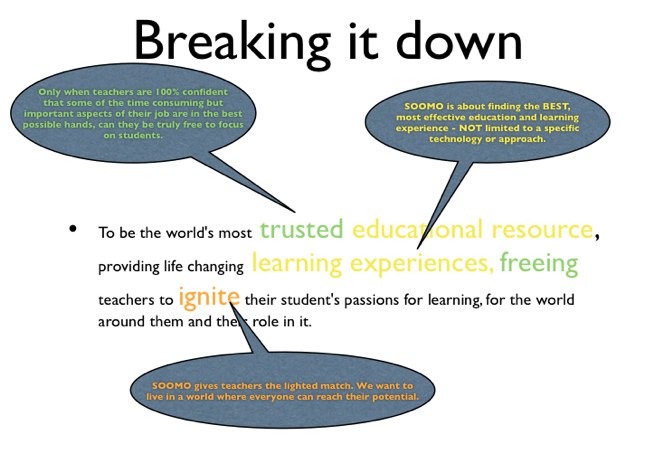 Breaking it down
Only when teachers are 100% confident
that some of the time consuming but
important aspects of their job are in the best
possible hands, can they be truly free to focus
on students.
SOOMO is about finding the BEST,
most effective education and learning
experience - NOT limited to a specific
technology or approach.
• To be the world's most trusted educational resource,
providing life changing learning experiences, freeing
teachers to ignite their student's passions for learning, for the world
around them and their role in it.
SOOMO gives teachers the lighted match. We want to
live in a world where everyone can reach their potential.